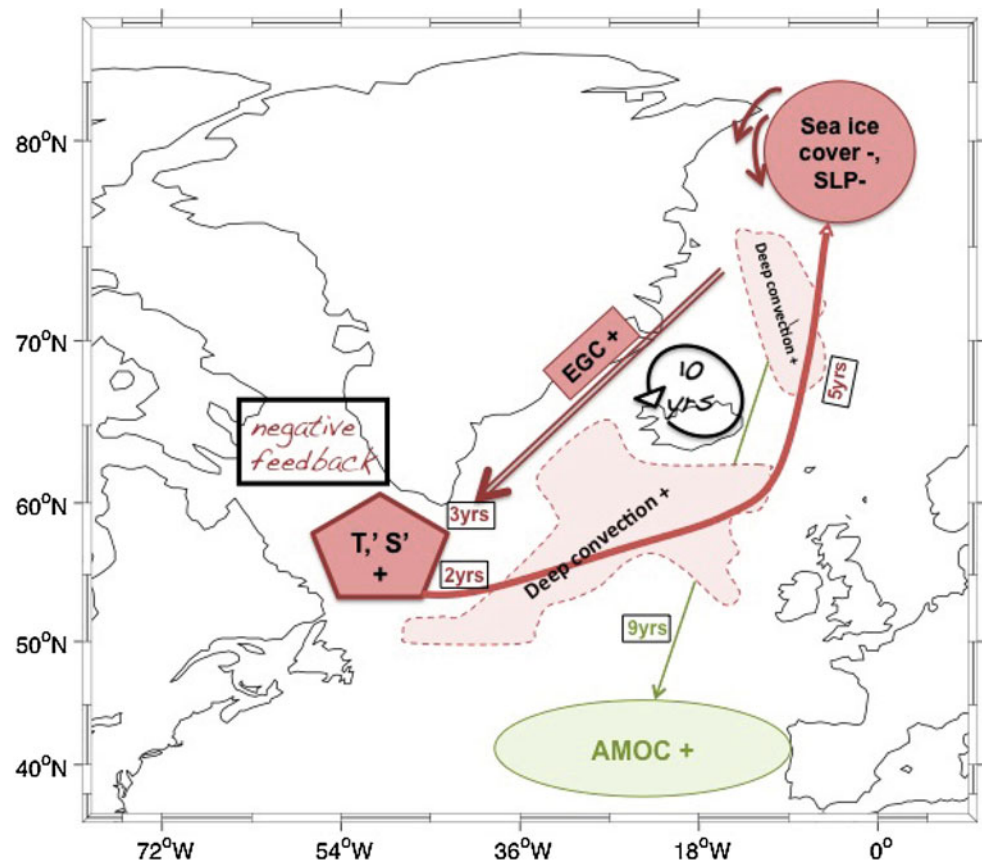 80°N
70°N
60°N
50°N
40°N
72°W
54°W
36°W
18°W
0°
Sea ice
cover -,
SLP-
Deep convection +
EGC +
10
yrs
5yrs
negative
feedback
3yrs
T,' S'
+
2yrs
Deep convection +
9yrs
AMOC +